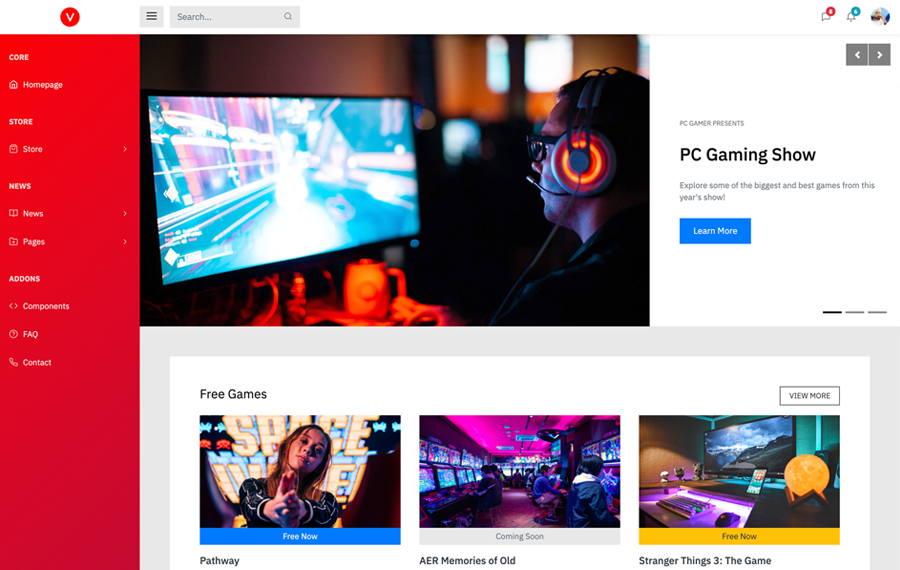 V
Search...
8
6
CORE
Homepage
STORE
Store
NEWS
News
Pages
ADDONS
Components
FAQ
Contact
PC GAMER PRESENTS
PC Gaming Show
Explore some of the biggest and best games from this
year's show!
Learn More
Free Games
VIEW MORE
SPACE
Free Now
Coming Soon
Free Now
Pathway
AER Memories of Old
Stranger Things 3: The Game